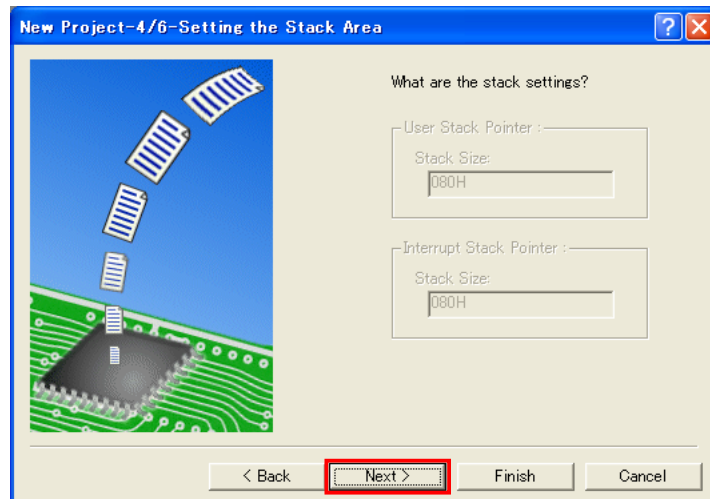 New Project-4/6-Setting the Stack Area
What are the stack settings?
User Stack Pointer :
Stack Size:
080H
Interrupt Stack Pointer :
Stack Size:
080H
< Back
Next >
Finish
Cancel